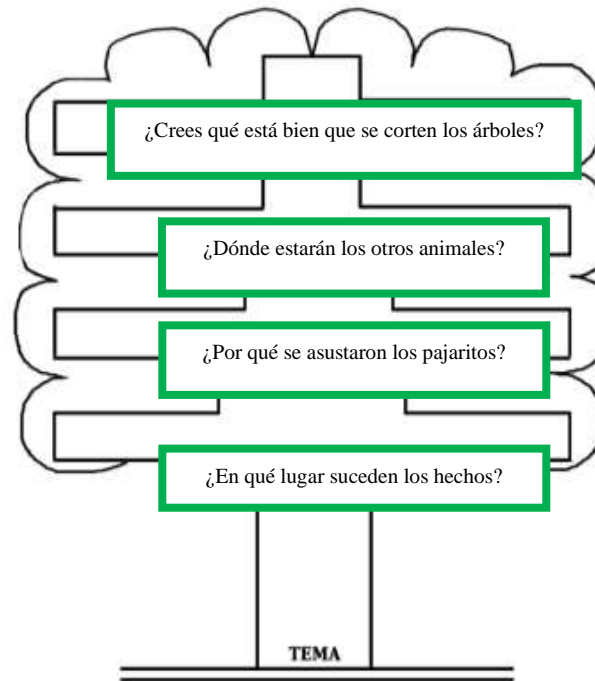 ¿Crees qué está bien que se corten los árboles?
¿Dónde estarán los otros animales?
¿Por qué se asustaron los pajaritos?
¿En qué lugar suceden los hechos?
TEMA